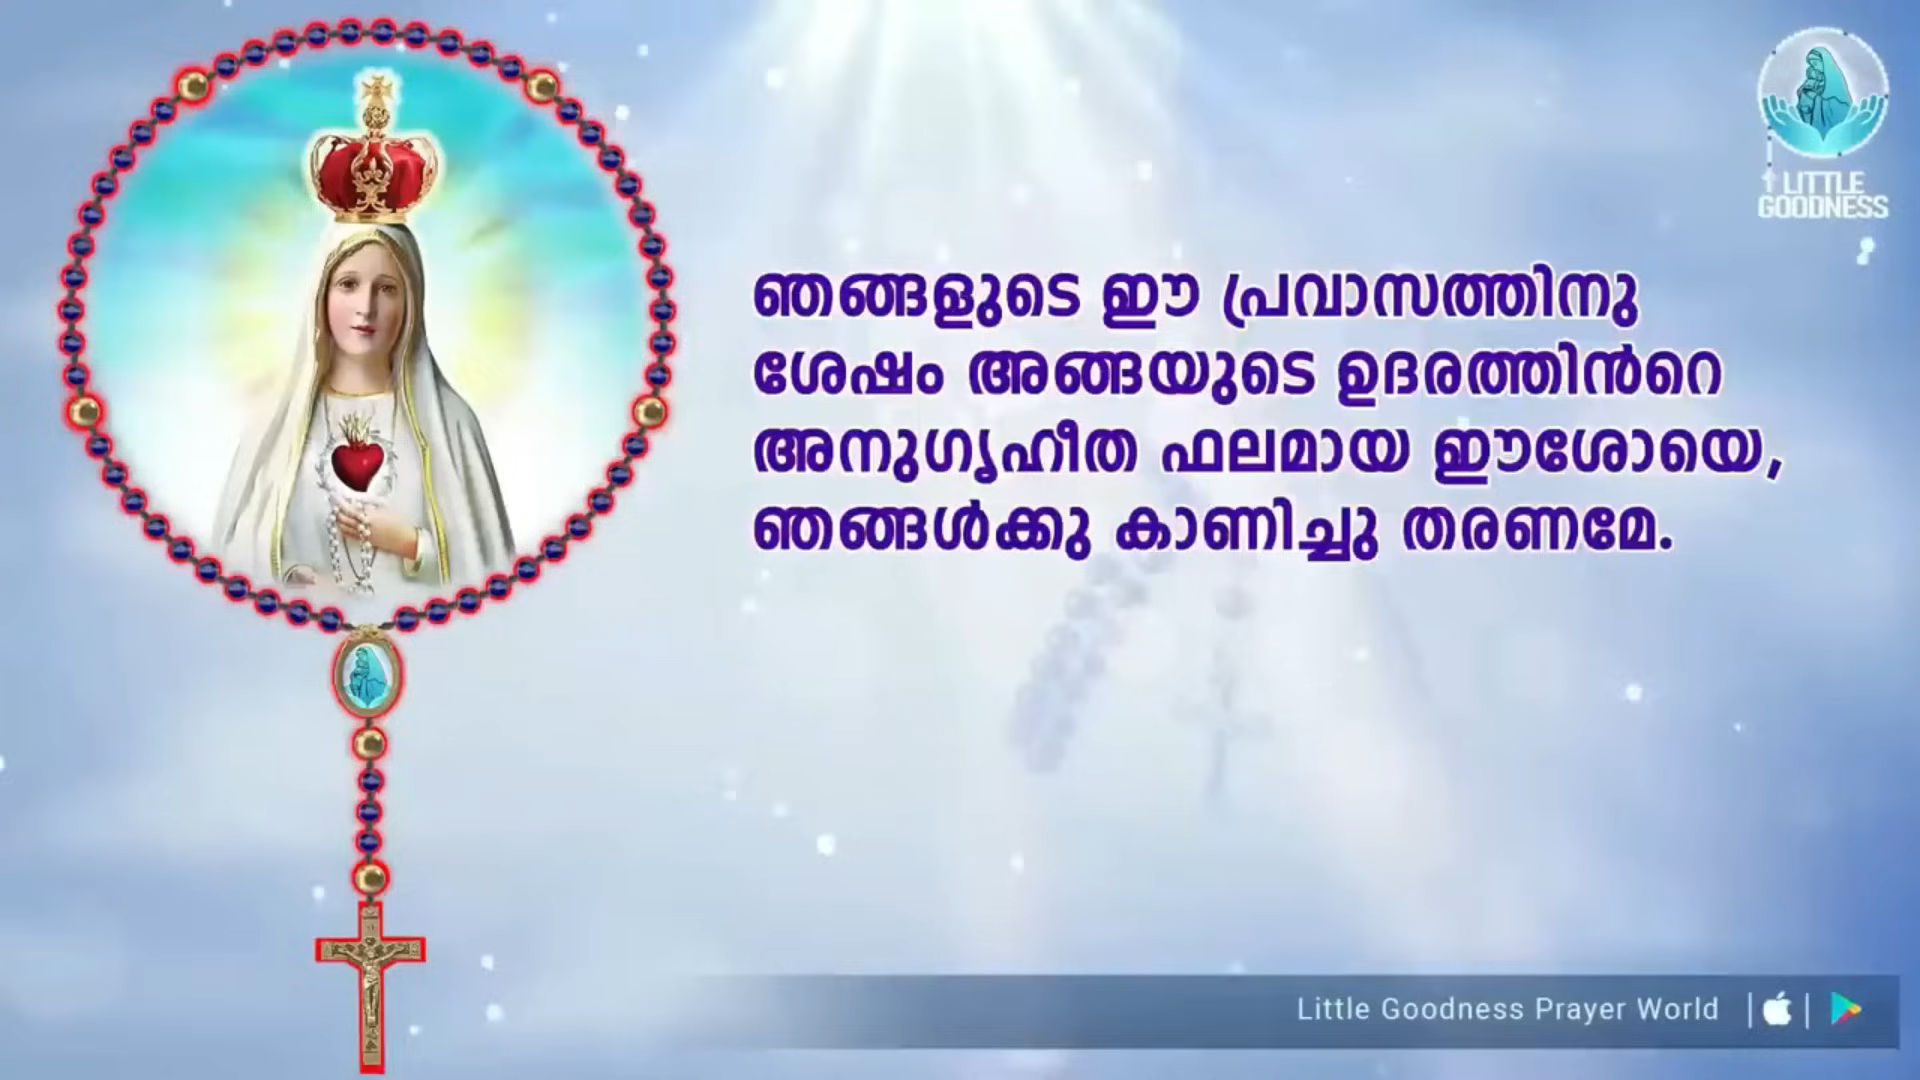 LITTLE
GOODNESS
ഞങ്ങളുടെ ഈ പ്രവാസത്തിനു
ശേഷം അങ്ങയുടെ ഉദരത്തിൻറെ
അനുഗൃഹീത ഫലമായ ഈശോയെ,
ഞങ്ങൾക്കു കാണിച്ചു തരണമേ.
Little Goodness Prayer World